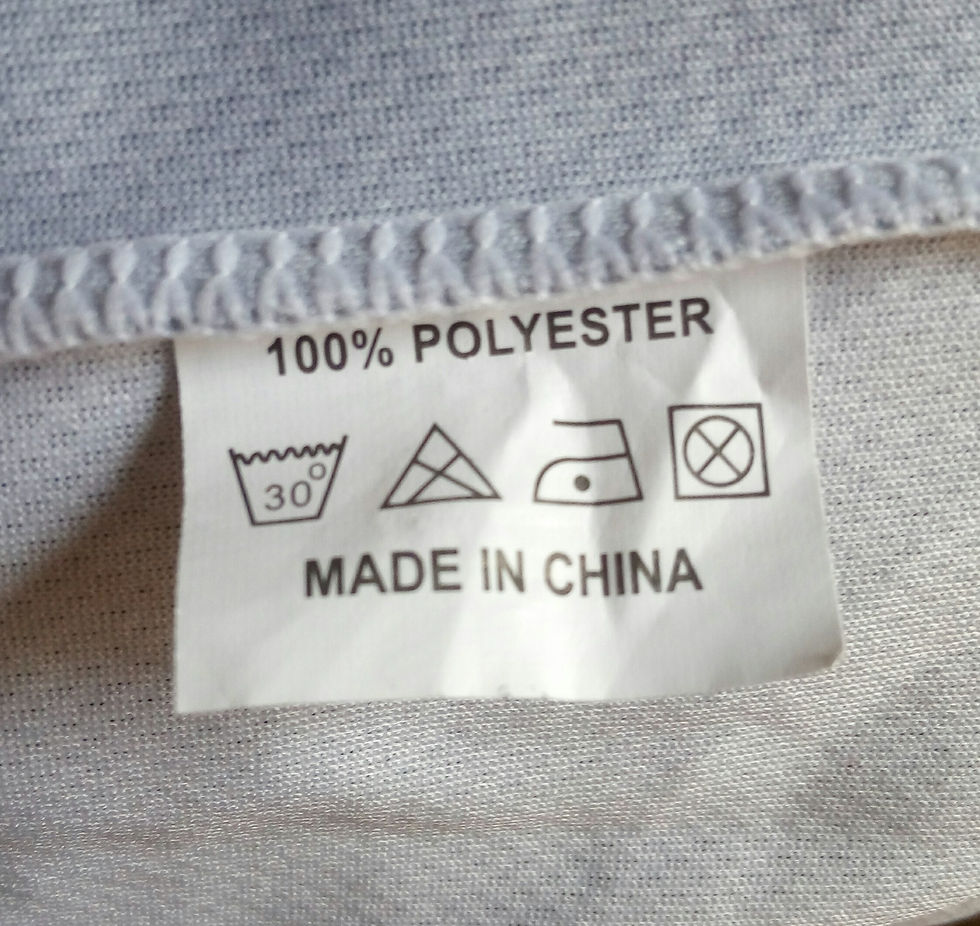 100% POLYESTER
30°
MADE IN CHINA